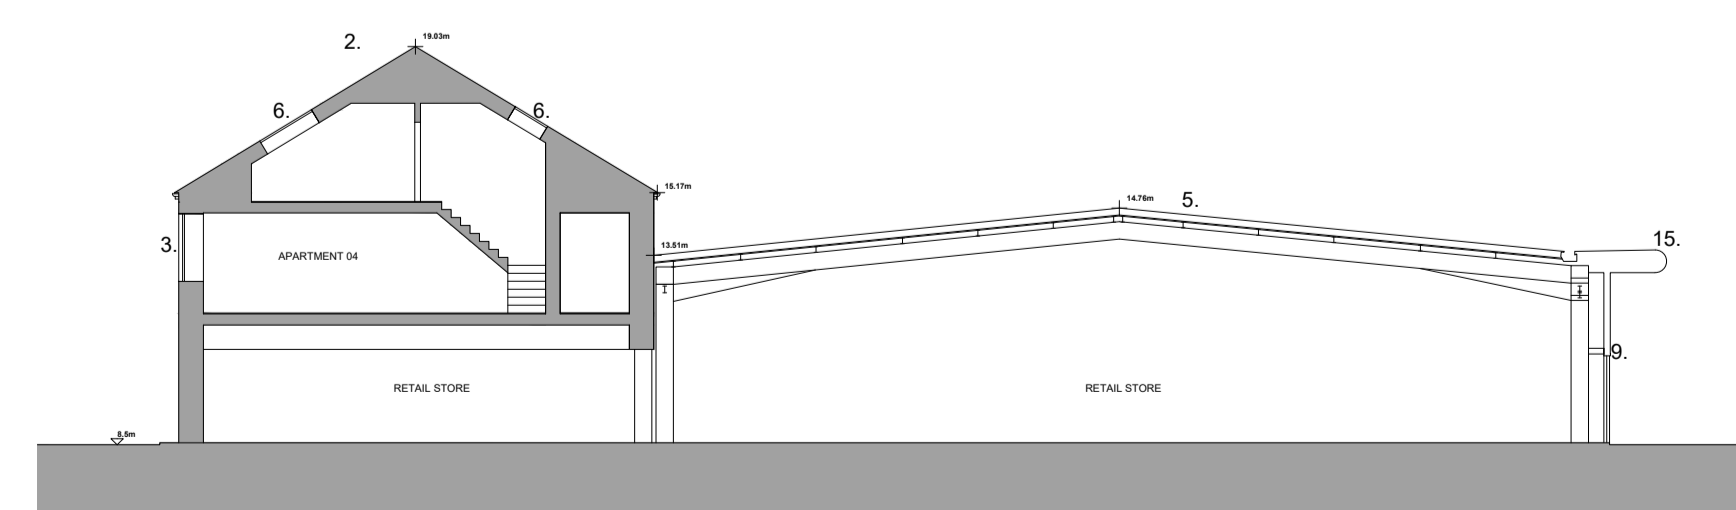 2.
19.03m
6.
6.
15.17m
14.76m
5.
3.
13.51m
15.
APARTMENT 04
9.
RETAIL STORE
RETAIL STORE
8.5m